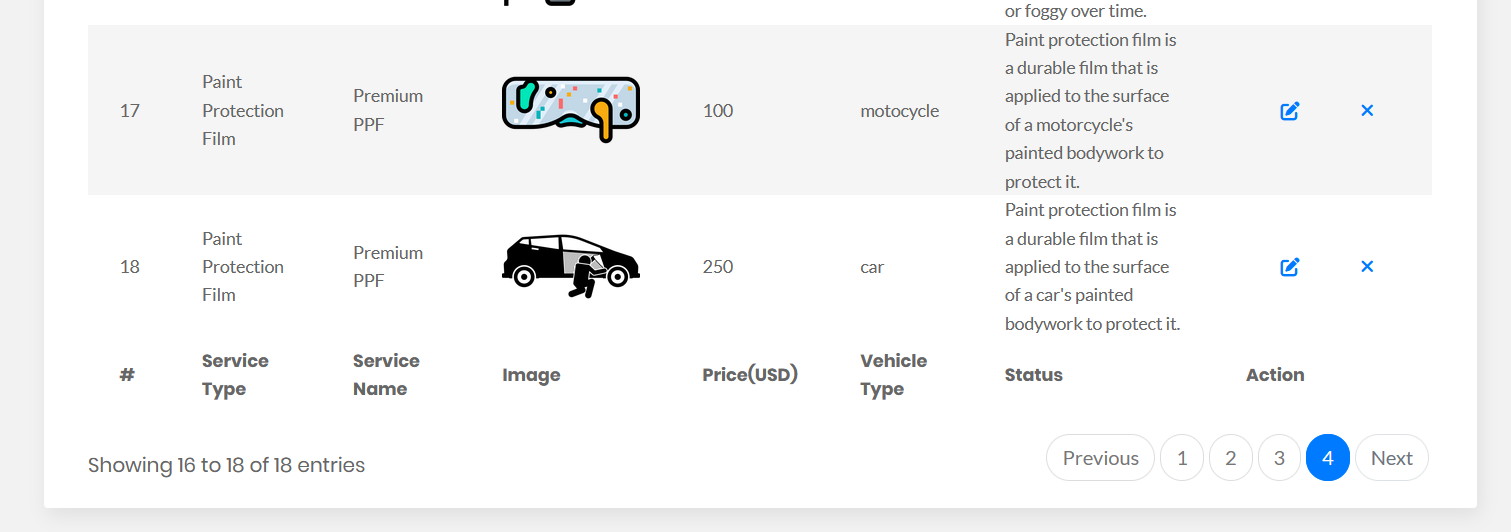 or foggy over time.
17
Paint
Protection
Film
Premium
PPF
100
motocycle
Paint protection film is
a durable film that is
applied to the surface
of a motorcycle's
painted bodywork to
protect it.
18
Paint
Protection
Film
Premium
PPF
250
car
Paint protection film is
a durable film that is
applied to the surface
of a car's painted
bodywork to protect it.
#
Service
Type
Service
Name
Image
Price(USD)
Vehicle
Type
Status
Action
Showing 16 to 18 of 18 entries
Previous 1 2 3 4 Next